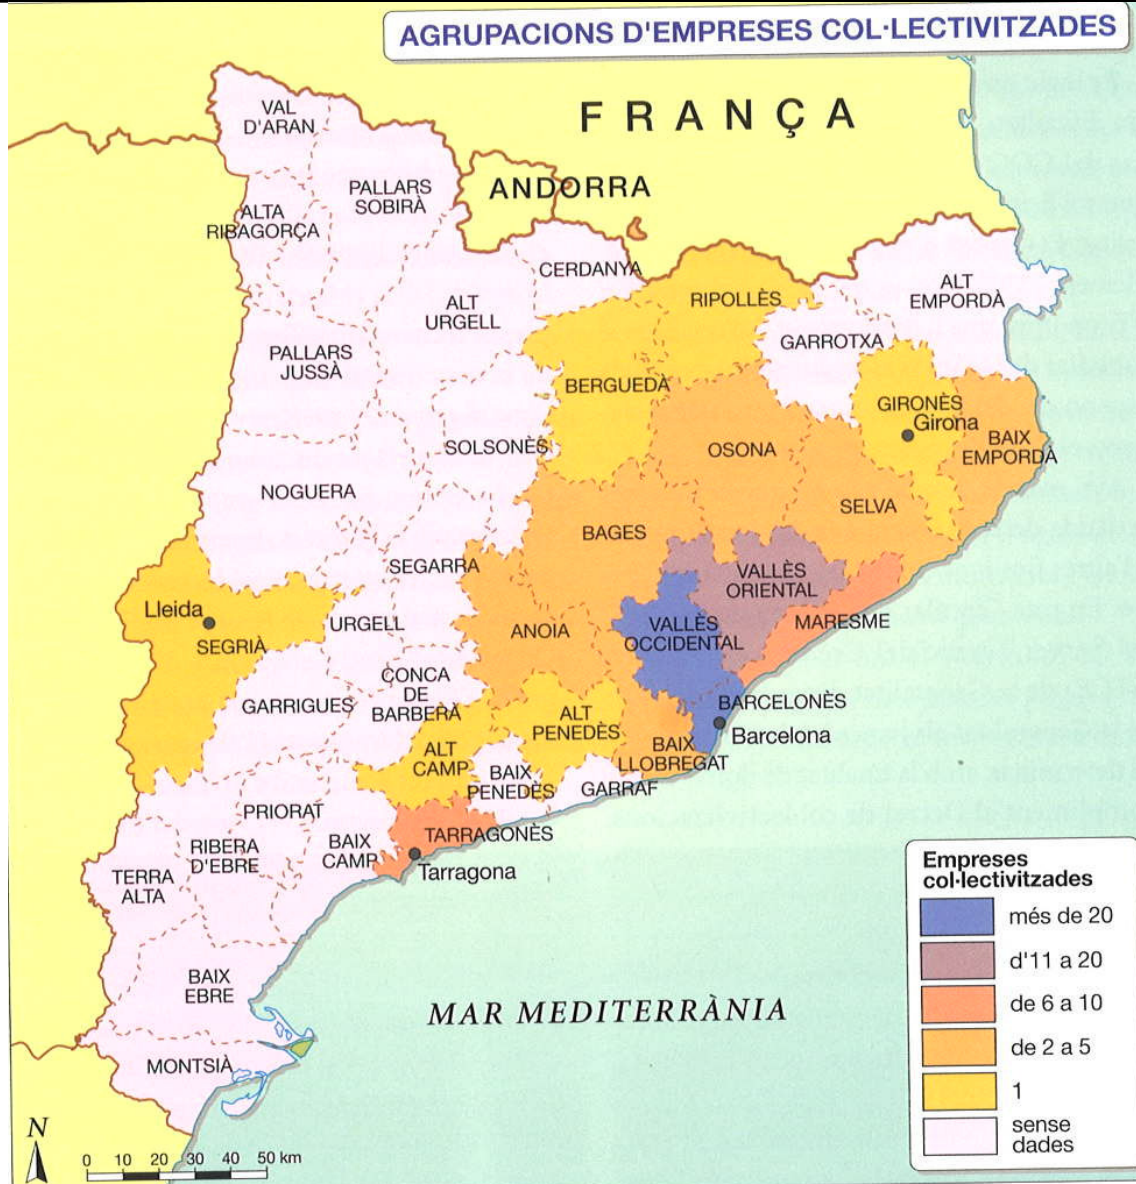 AGRUPACIONS D'EMPRESES COL·LECTIVITZADES
FRANÇA
VAL
D'ARAN
ANDORRA
PALLARS
SOBIRÀ
ALTA
RIBAGORÇA
CERDANYA
ALT
EMPORDÀ
RIPOLLÈS
ALT
URGELL
GARROTXA
PALLARS
JUSSÀ
BERGUEDÀ
GIRONÈS
Girona
BAIX
EMPORDÀ
SOLSONÈS
OSONA
NOGUERA
SELVA
BAGES
SEGARRA
VALLÈS
ORIENTAL
Lleida
SEGRIÀ
URGELL
ANOIA
VALLÈS
OCCIDENTAL
MARESME
CONCA
DE
BARBERÀ
GARRIGUES
BARCELONÈS
Barcelona
ALT
PENEDÈS
BAIX
LLOBREGAT
ALT
CAMP
BAIX
PENEDÈS
GARRAF
PRIORAT
RIBERA
D'EBRE
BAIX
CAMP
TARRAGONÈS
Tarragona
TERRA
ALTA
BAIX
EBRE
MAR MEDITERRÀNIA
MONTSIÀ
Empreses
col·lectivitzades
més de 20
d'11 a 20
de 6 a 10
de 2 a 5
1
sense
dades
N
0 10 20 30 40 50 km